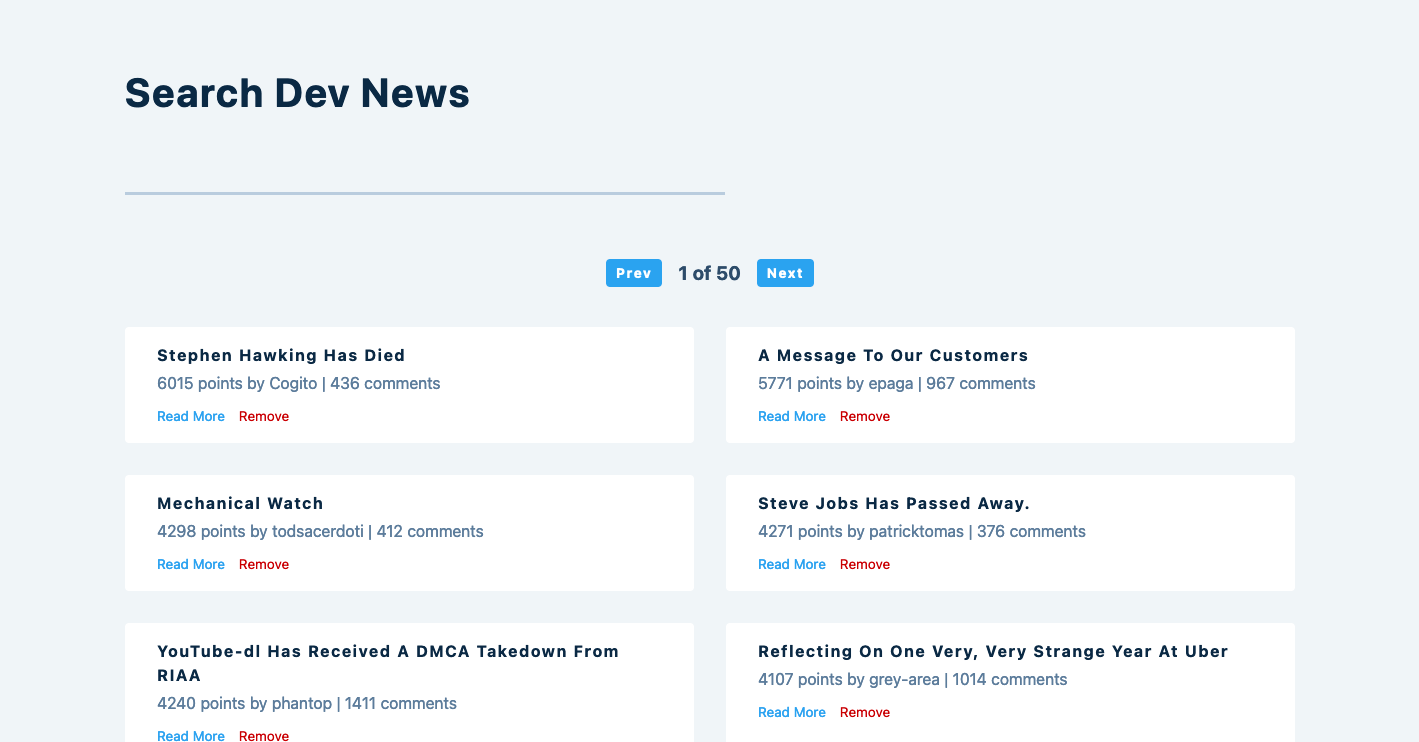 Search Dev News
Prev 1 of 50 Next
Stephen Hawking Has Died
6015 points by Cogito | 436 comments
Read More Remove
A Message To Our Customers
5771 points by epaga | 967 comments
Read More Remove
Mechanical Watch
4298 points by todsacerdoti | 412 comments
Read More Remove
Steve Jobs Has Passed Away.
4271 points by patricktomas | 376 comments
Read More Remove
YouTube-dl Has Received A DMCA Takedown From
RIAA
4240 points by phantop | 1411 comments
Read More Remove
Reflecting On One Very, Very Strange Year At Uber
4107 points by grey-area | 1014 comments
Read More Remove